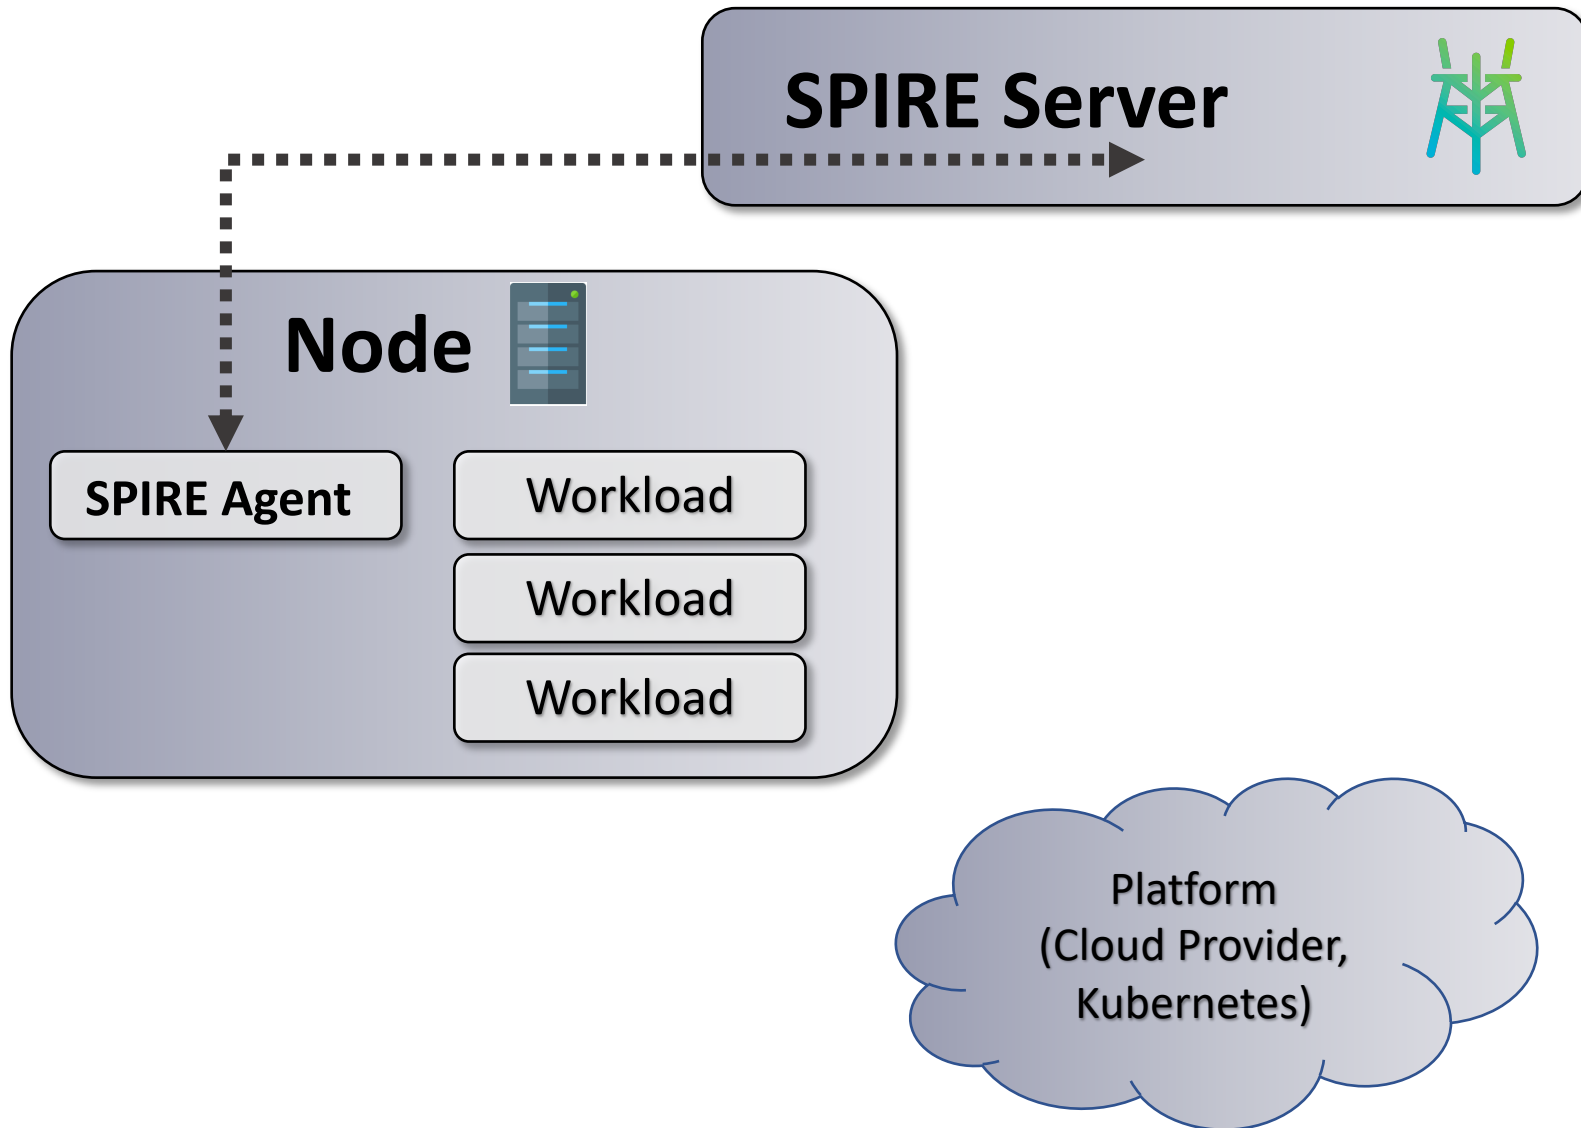 SPIRE Server
Node
SPIRE Agent
Workload
Workload
Workload
Platform
(Cloud Provider,
Kubernetes)